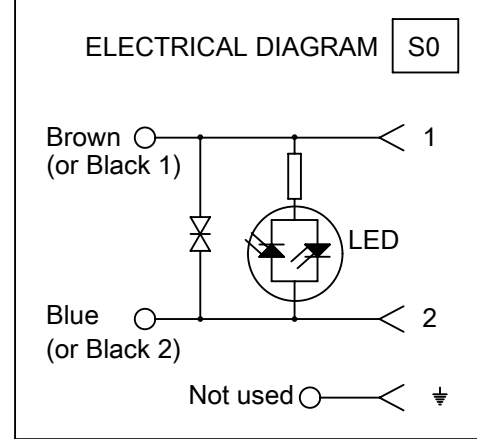 ELECTRICAL DIAGRAM S0
Brown 1
(or Black 1)
LED
Blue 2
(or Black 2)
Not used